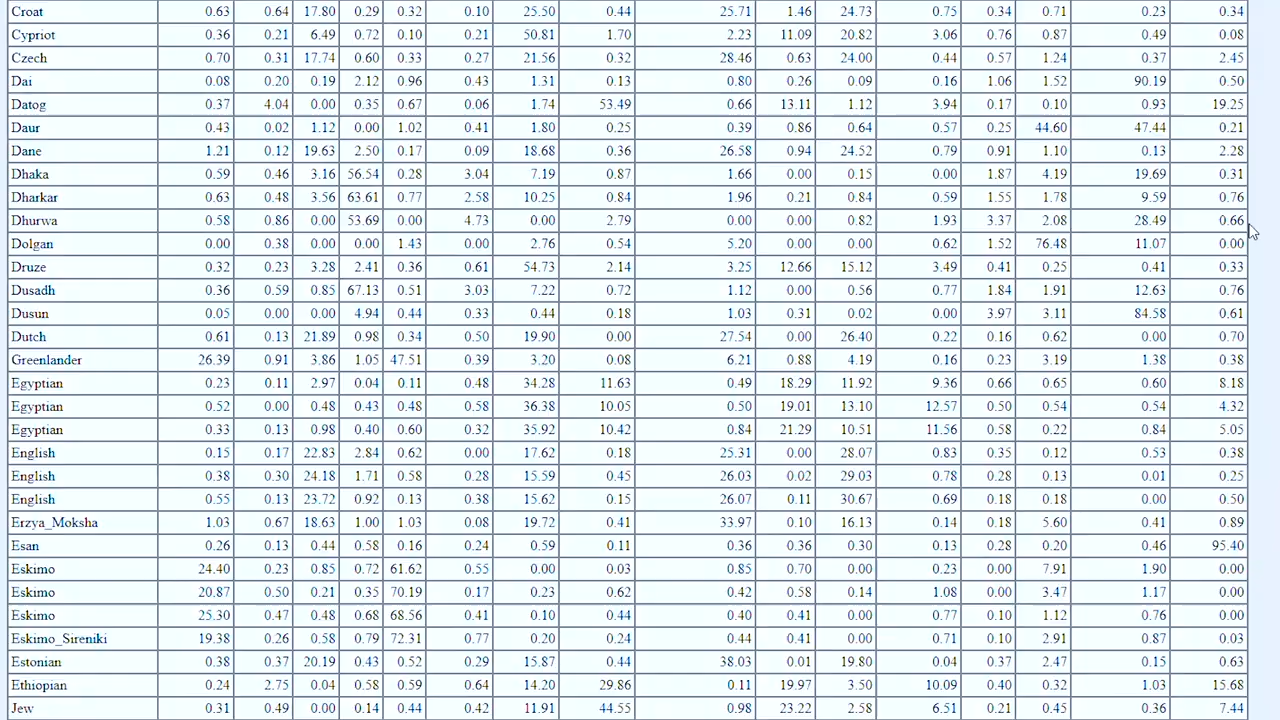 Croat 0.63 0.64 17.80 0.29 0.32 0.10 25.50 0.44 25.71 1.46 24.73 0.75 0.34 0.71 0.23 0.34
Cypriot 0.36 0.21 6.49 0.72 0.10 0.21 50.81 1.70 2.23 11.09 20.82 3.06 0.76 0.87 0.49 0.08
Czech 0.70 0.31 17.74 0.60 0.33 0.27 21.56 0.32 28.46 0.63 24.00 0.44 0.57 1.24 0.37 2.45
Dai 0.08 0.20 0.19 2.12 0.96 0.43 1.31 0.13 0.80 0.26 0.09 0.16 1.06 1.52 90.19 0.50
Datog 0.37 4.04 0.00 0.35 0.67 0.06 1.74 53.49 0.66 13.11 1.12 3.94 0.17 0.10 0.93 19.25
Daur 0.43 0.02 1.12 0.00 1.02 0.41 1.80 0.25 0.39 0.86 0.64 0.57 0.25 44.60 47.44 0.21
Dane 1.21 0.12 19.63 2.50 0.17 0.09 18.68 0.36 26.58 0.94 24.52 0.79 0.91 1.10 0.13 2.28
Dhaka 0.59 0.46 3.16 56.54 0.28 3.04 7.19 0.87 1.66 0.00 0.15 0.00 1.87 4.19 19.69 0.31
Dharkar 0.63 0.48 3.56 63.61 0.77 2.58 10.25 0.84 1.96 0.21 0.84 0.59 1.55 1.78 9.59 0.76
Dhurwa 0.58 0.86 0.00 53.69 0.00 4.73 0.00 2.79 0.00 0.00 0.82 1.93 3.37 2.08 28.49 0.66
Dolgan 0.00 0.38 0.00 0.00 1.43 0.00 2.76 0.54 5.20 0.00 0.00 0.62 1.52 76.48 11.07 0.00
Druze 0.32 0.23 3.28 2.41 0.36 0.61 54.73 2.14 3.25 12.66 15.12 3.49 0.41 0.25 0.41 0.33
Dusadh 0.36 0.59 0.85 67.13 0.51 3.03 7.22 0.72 1.12 0.00 0.56 0.77 1.84 1.91 12.63 0.76
Dusun 0.05 0.00 0.00 4.94 0.44 0.33 0.44 0.18 1.03 0.31 0.02 0.00 3.97 3.11 84.58 0.61
Dutch 0.61 0.13 21.89 0.98 0.34 0.50 19.90 0.00 27.54 0.00 26.40 0.22 0.16 0.62 0.00 0.70
Greenlander 26.39 0.91 3.86 1.05 47.51 0.39 3.20 0.08 6.21 0.88 4.19 0.16 0.23 3.19 1.38 0.38
Egyptian 0.23 0.11 2.97 0.04 0.11 0.48 34.28 11.63 0.49 18.29 11.92 9.36 0.66 0.65 0.60 8.18
Egyptian 0.52 0.00 0.48 0.43 0.48 0.58 36.38 10.05 0.50 19.01 13.10 12.57 0.50 0.54 0.54 4.32
Egyptian 0.33 0.13 0.98 0.40 0.60 0.32 35.92 10.42 0.84 21.29 10.51 11.56 0.58 0.22 0.84 5.05
English 0.15 0.17 22.83 2.84 0.62 0.00 17.62 0.18 25.31 0.00 28.07 0.83 0.35 0.12 0.53 0.38
English 0.38 0.30 24.18 1.71 0.58 0.28 15.59 0.45 26.03 0.02 29.03 0.78 0.28 0.13 0.01 0.25
English 0.55 0.13 23.72 0.92 0.13 0.38 15.62 0.15 26.07 0.11 30.67 0.69 0.18 0.18 0.00 0.50
Erzya_Moksha 1.03 0.67 18.63 1.00 1.03 0.08 19.72 0.41 33.97 0.10 16.13 0.14 0.18 5.60 0.41 0.89
Esan 0.26 0.13 0.44 0.58 0.16 0.24 0.59 0.11 0.36 0.36 0.30 0.13 0.28 0.20 0.46 95.40
Eskimo 24.40 0.23 0.85 0.72 61.62 0.55 0.00 0.03 0.85 0.70 0.00 0.23 0.00 7.91 1.90 0.00
Eskimo 20.87 0.50 0.21 0.35 70.19 0.17 0.23 0.62 0.42 0.58 0.14 1.08 0.00 3.47 1.17 0.00
Eskimo 25.30 0.47 0.48 0.68 68.56 0.41 0.10 0.44 0.40 0.41 0.00 0.77 0.10 1.12 0.76 0.00
Eskimo_Sireniki 19.38 0.26 0.58 0.79 72.31 0.77 0.20 0.24 0.44 0.41 0.00 0.71 0.10 2.91 0.87 0.03
Estonian 0.38 0.37 20.19 0.43 0.52 0.29 15.87 0.44 38.03 0.01 19.80 0.04 0.37 2.47 0.15 0.63
Ethiopian 0.24 2.75 0.04 0.58 0.59 0.64 14.20 29.86 0.11 19.97 3.50 10.09 0.40 0.32 1.03 15.68
Jew 0.31 0.49 0.00 0.14 0.44 0.42 11.91 44.55 0.98 23.22 2.58 6.51 0.21 0.45 0.36 7.44